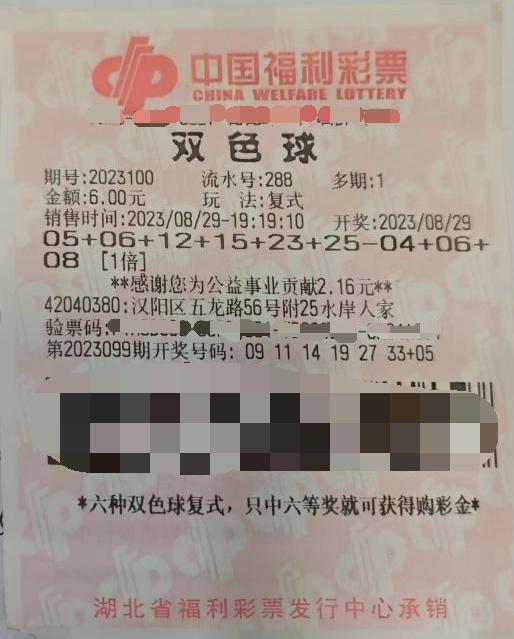 中国福利彩票
CHINA WELFARE LOTTERY
双色球
期号:2023100 流水号:288 多期:1
金额:6.00元 玩 法:复式
销售时间:2023/08/29-19:19:10 开奖:2023/08/29
05+06+12+15+23+25-04+06+
08 [1倍]
**感谢您为公益事业贡献2.16元**
42040380:汉阳区五龙路56号附25水岸人家
验票码:
第2023099期开奖号码: 09 11 14 19 27 33+05
*六种双色球复式，只中六等奖就可获得购彩金*
湖北省福利彩票发行中心承销